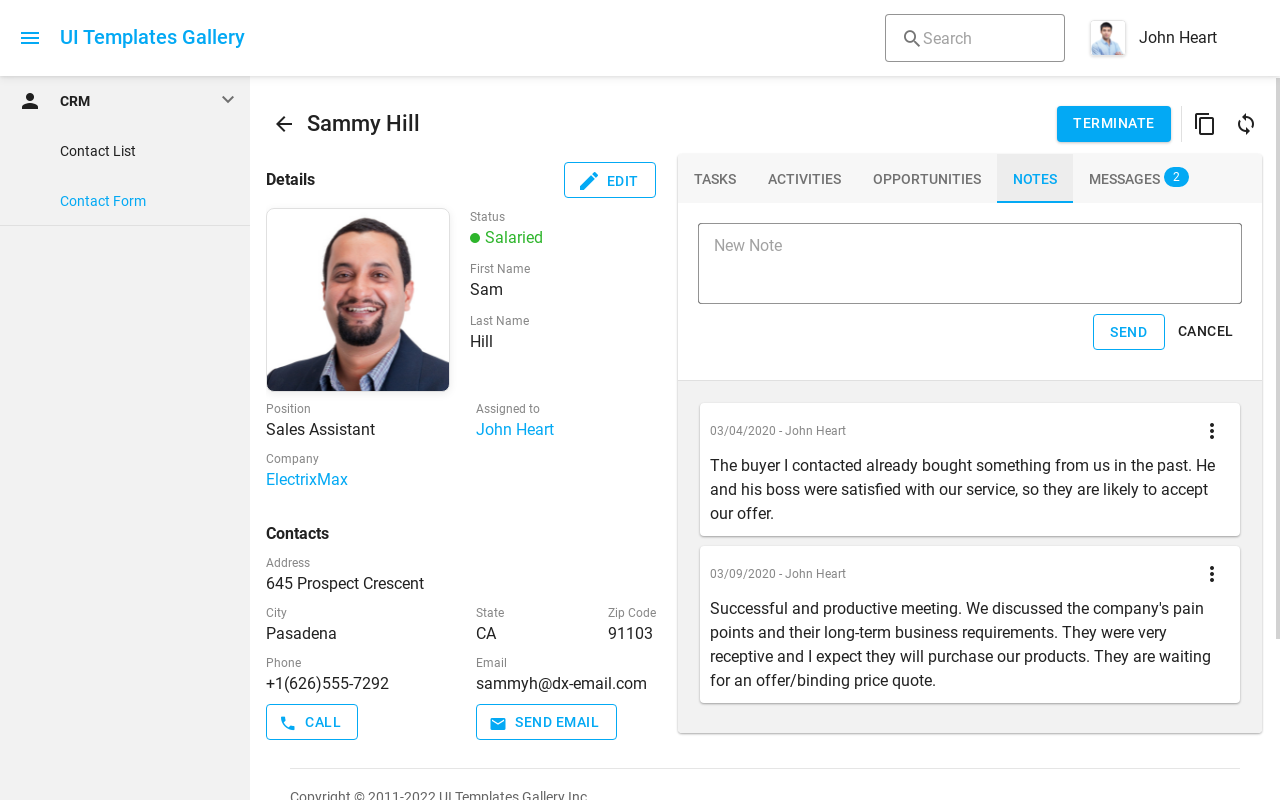 UI Templates Gallery
Search
John Heart
CRM
Contact List
Contact Form
Sammy Hill
TERMINATE
Details
EDIT
Status
Salaried
First Name
Sam
Last Name
Hill
Position
Sales Assistant
Assigned to
John Heart
Company
ElectrixMax
Contacts
Address
645 Prospect Crescent
City
Pasadena
State
CA
Zip Code
91103
Phone
+1(626)555-7292
Email
sammyh@dx-email.com
CALL
SEND EMAIL
TASKS
ACTIVITIES
OPPORTUNITIES
NOTES
MESSAGES 2
New Note
SEND
CANCEL
03/04/2020 - John Heart
The buyer I contacted already bought something from us in the past. He
and his boss were satisfied with our service, so they are likely to accept
our offer.
03/09/2020 - John Heart
Successful and productive meeting. We discussed the company's pain
points and their long-term business requirements. They were very
receptive and I expect they will purchase our products. They are waiting
for an offer/binding price quote.
Copyright © 2011-2022 UI Templates Gallery Inc.